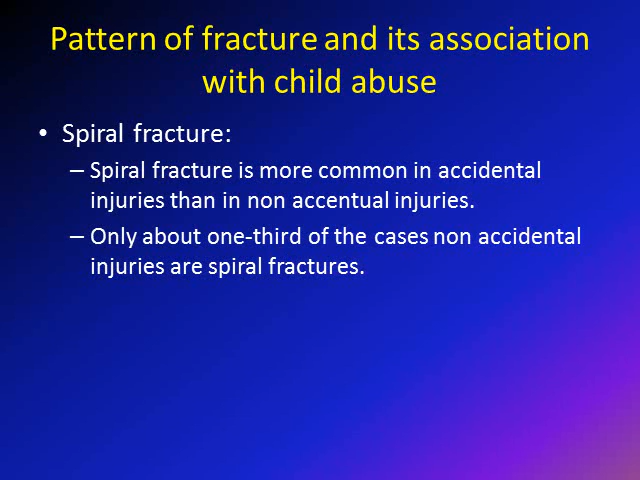 Pattern of fracture and its association
with child abuse
• Spiral fracture:
– Spiral fracture is more common in accidental
injuries than in non accentual injuries.
– Only about one-third of the cases non accidental
injuries are spiral fractures.